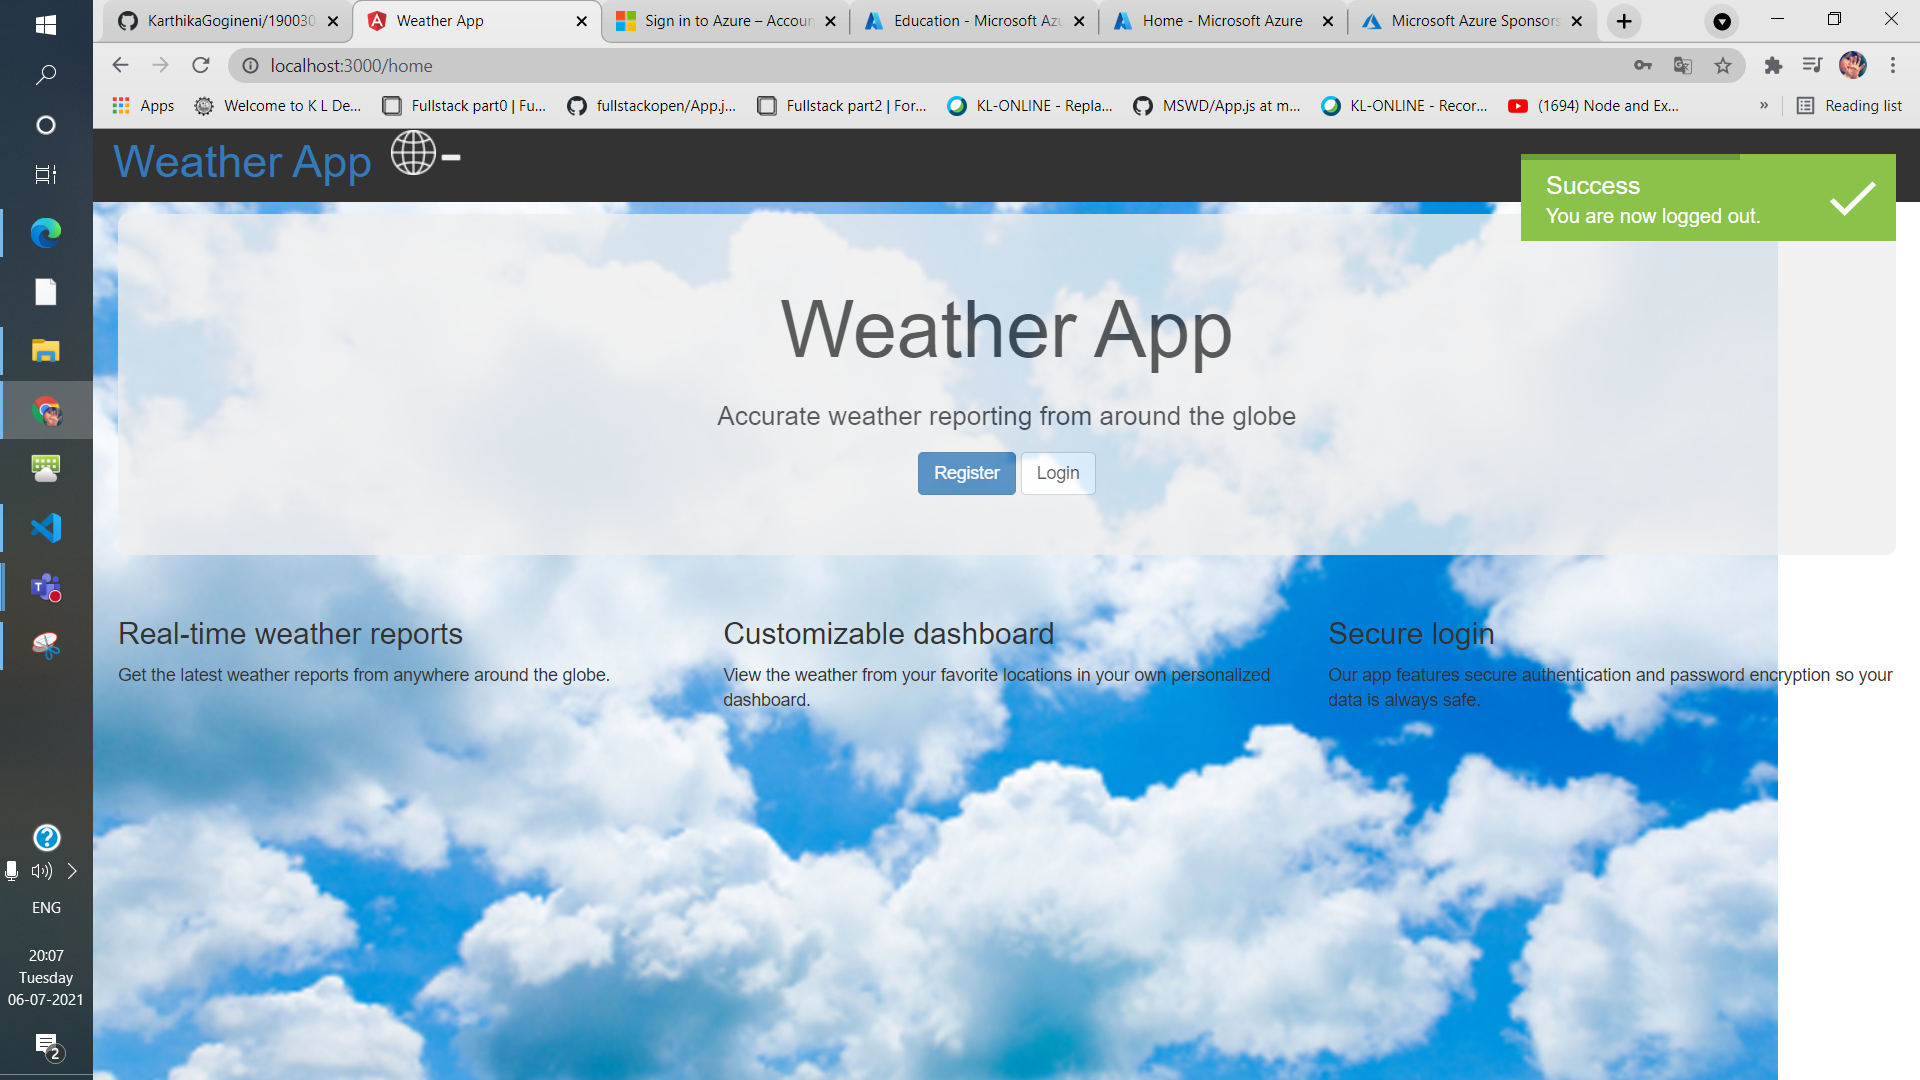 KarthikaGogineni/190030
Weather App
Sign in to Azure – Accoun
Education - Microsoft Azu
Home - Microsoft Azure
Microsoft Azure Sponsors
localhost:3000/home
Apps
Welcome to K L De...
Fullstack part0 | Fu...
fullstackopen/App.j...
Fullstack part2 | For...
KL-ONLINE - Repla...
MSWD/App.js at m...
KL-ONLINE - Recor...
(1694) Node and Ex...
»
Reading list
Weather App
Success
You are now logged out.
Weather App
Accurate weather reporting from around the globe
Register
Login
Real-time weather reports
Get the latest weather reports from anywhere around the globe.
Customizable dashboard
View the weather from your favorite locations in your own personalized
dashboard.
Secure login
Our app features secure authentication and password encryption so your
data is always safe.
ENG
20:07
Tuesday
06-07-2021
2